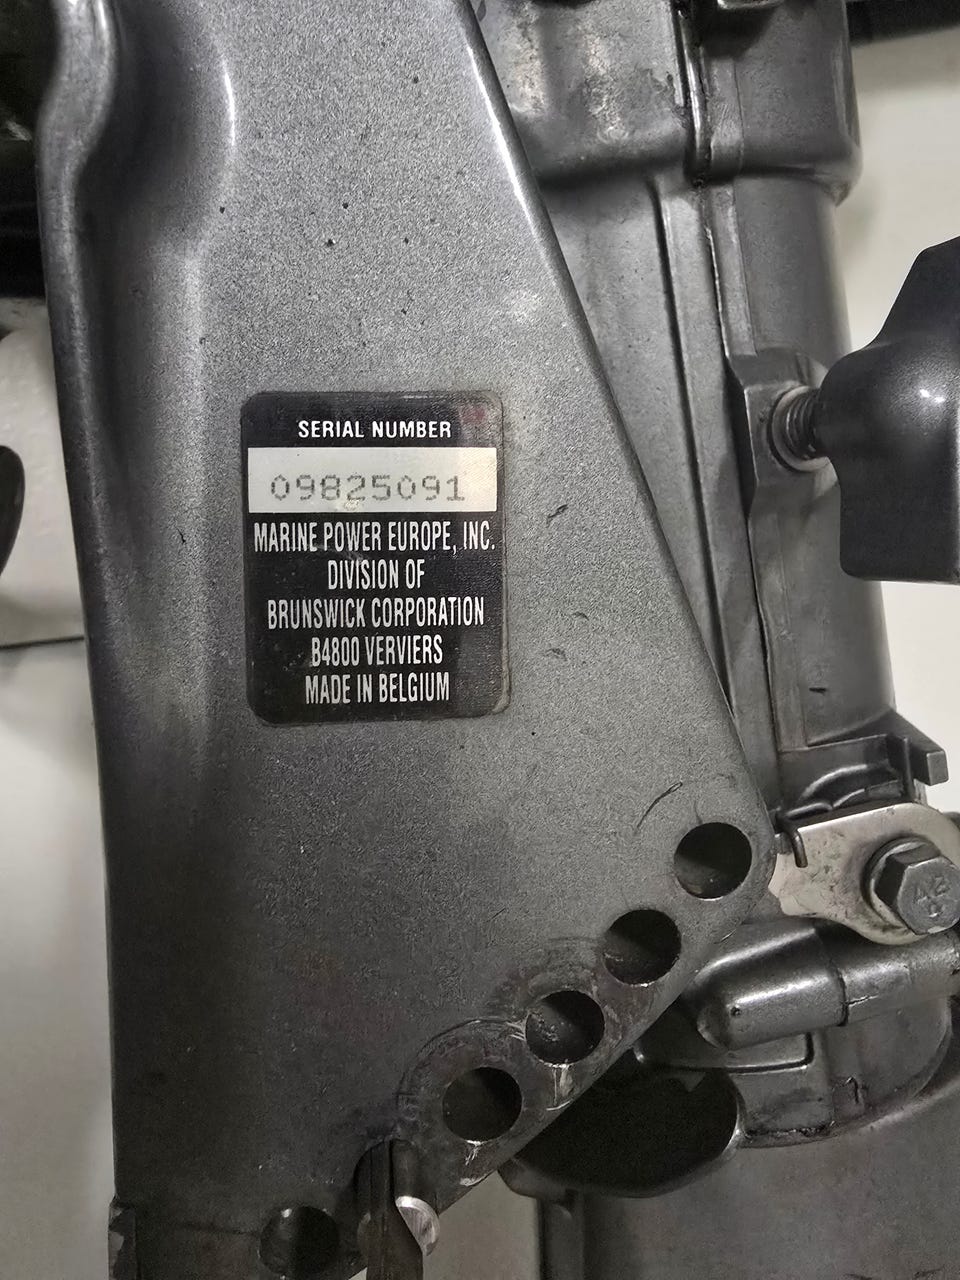 SERIAL NUMBER
09825091
MARINE POWER EUROPE, INC.
DIVISION OF
BRUNSWICK CORPORATION
B4800 VERVIERS
MADE IN BELGIUM